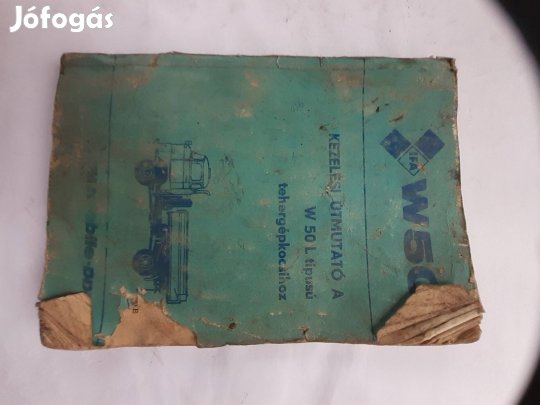 Jófogás
IFA
W50
KEZELÉSI ÚTMUTATÓ A
W 50 L típusú
tehergépkocsihoz